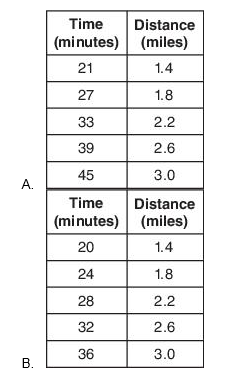 Time Distance
(minutes) (miles)
21 1.4
27 1.8
33 2.2
39 2.6
45 3.0
A.
Time Distance
(minutes) (miles)
20 1.4
24 1.8
28 2.2
32 2.6
36 3.0
B.